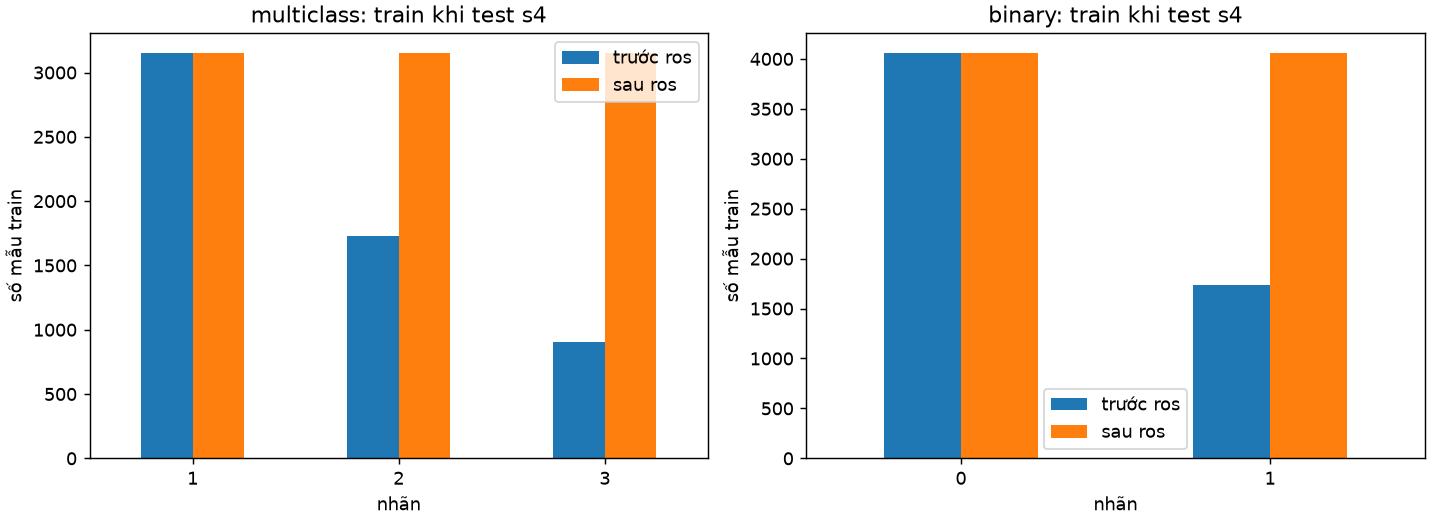 multiclass: train khi test s4
trước ros
sau ros
số mẫu train
3000
2500
2000
1500
1000
500
0
1
2
3
nhãn
binary: train khi test s4
số mẫu train
4000
3500
3000
2500
2000
1500
1000
500
0
trước ros
sau ros
0
1
nhãn